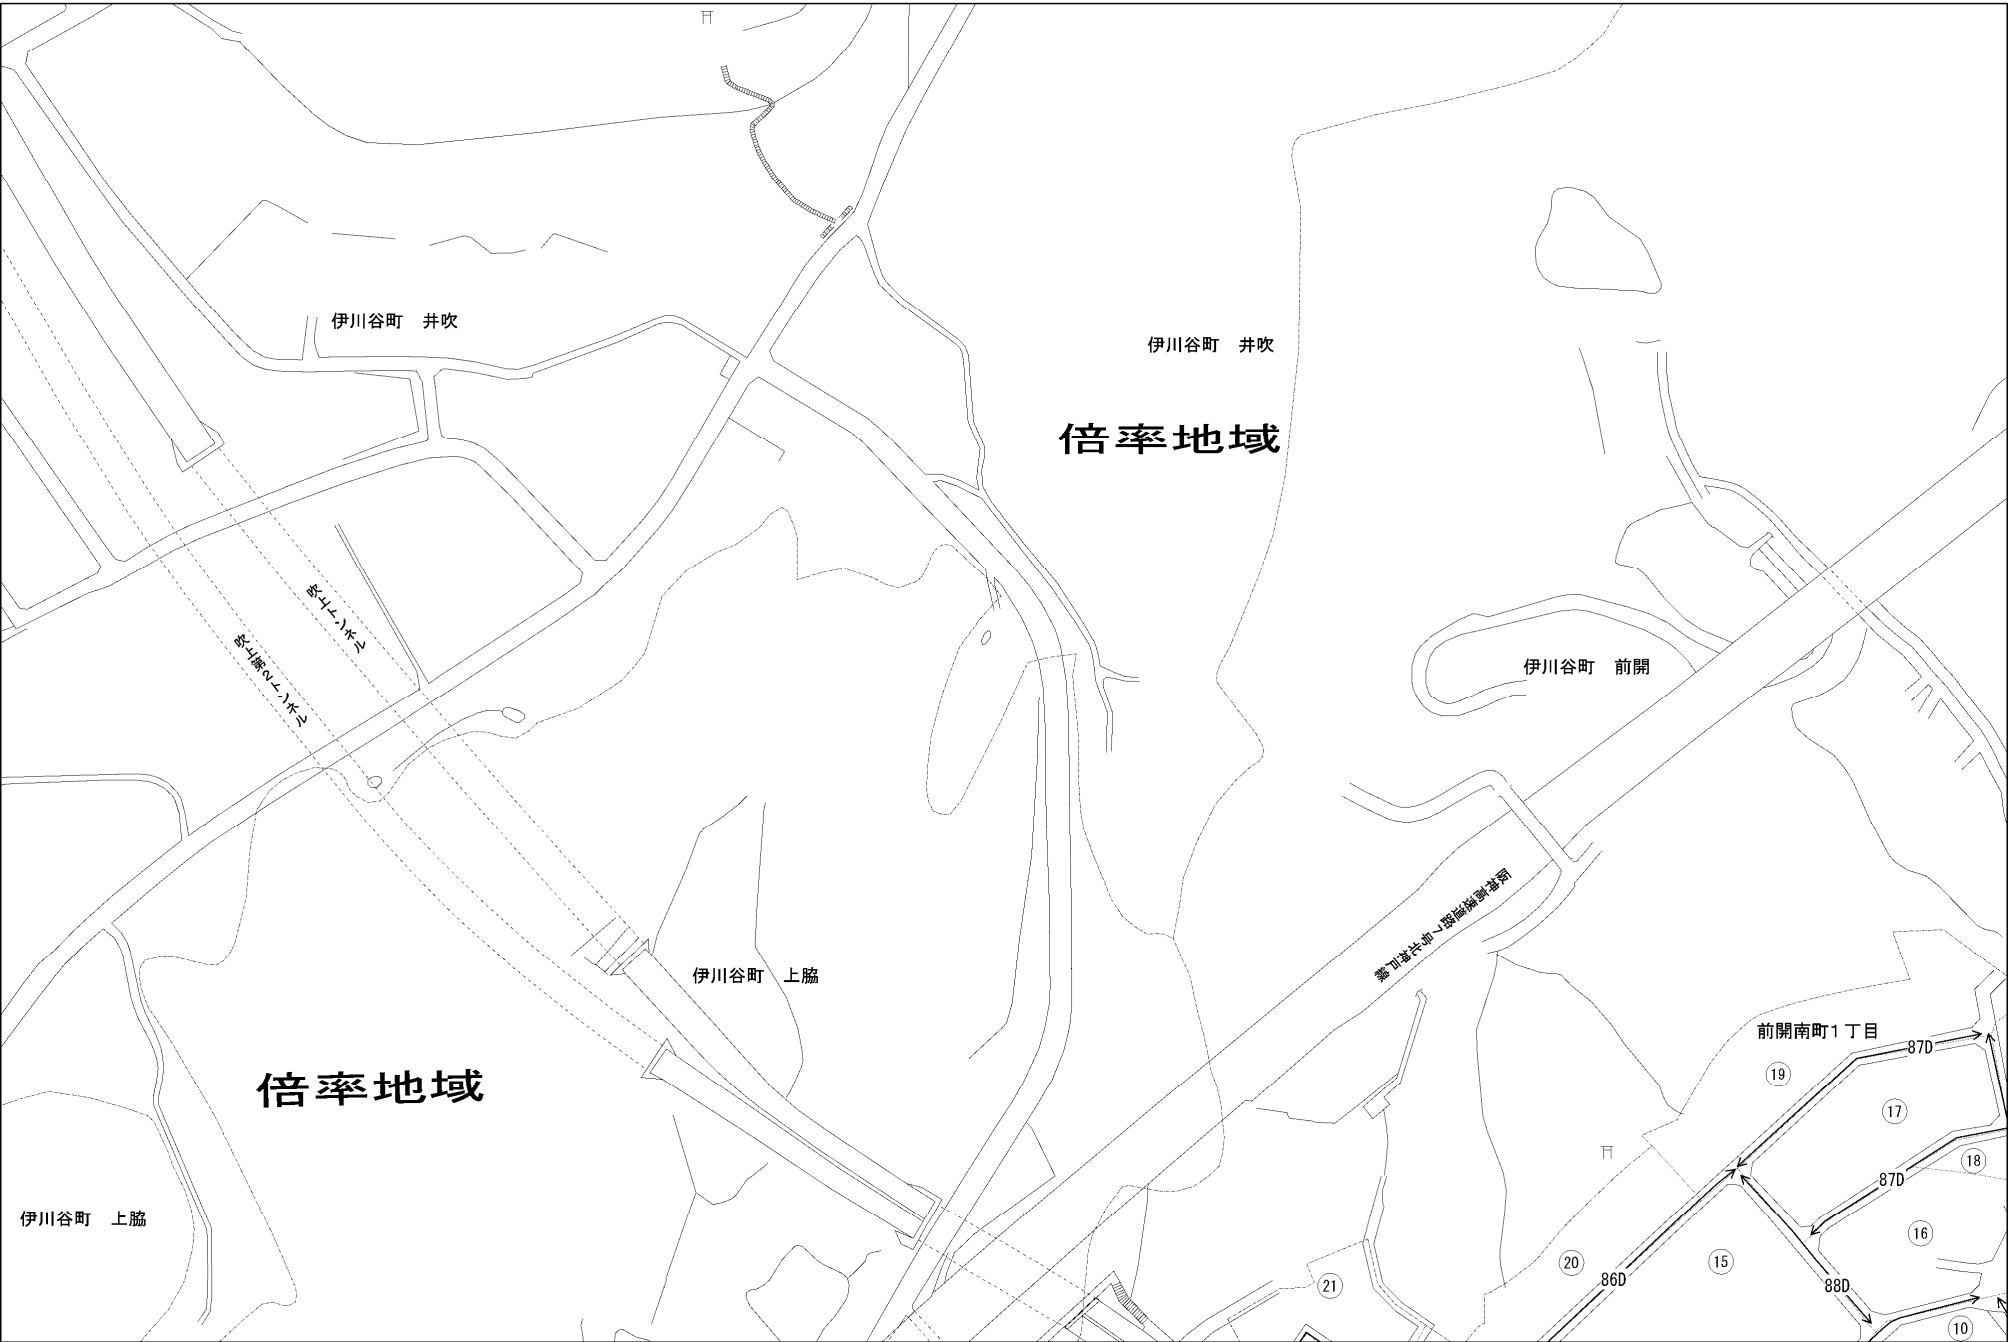 伊川谷町　井吹
伊川谷町　井吹
倍率地域
吹上トンネル
吹上第2トンネル
伊川谷町　前開
阪神高速道路7号北神戸線
伊川谷町　上脇
前開南町1丁目
87D
19
17
倍率地域
18
87D
伊川谷町　上脇
16
20
15
21
86D
88D
10